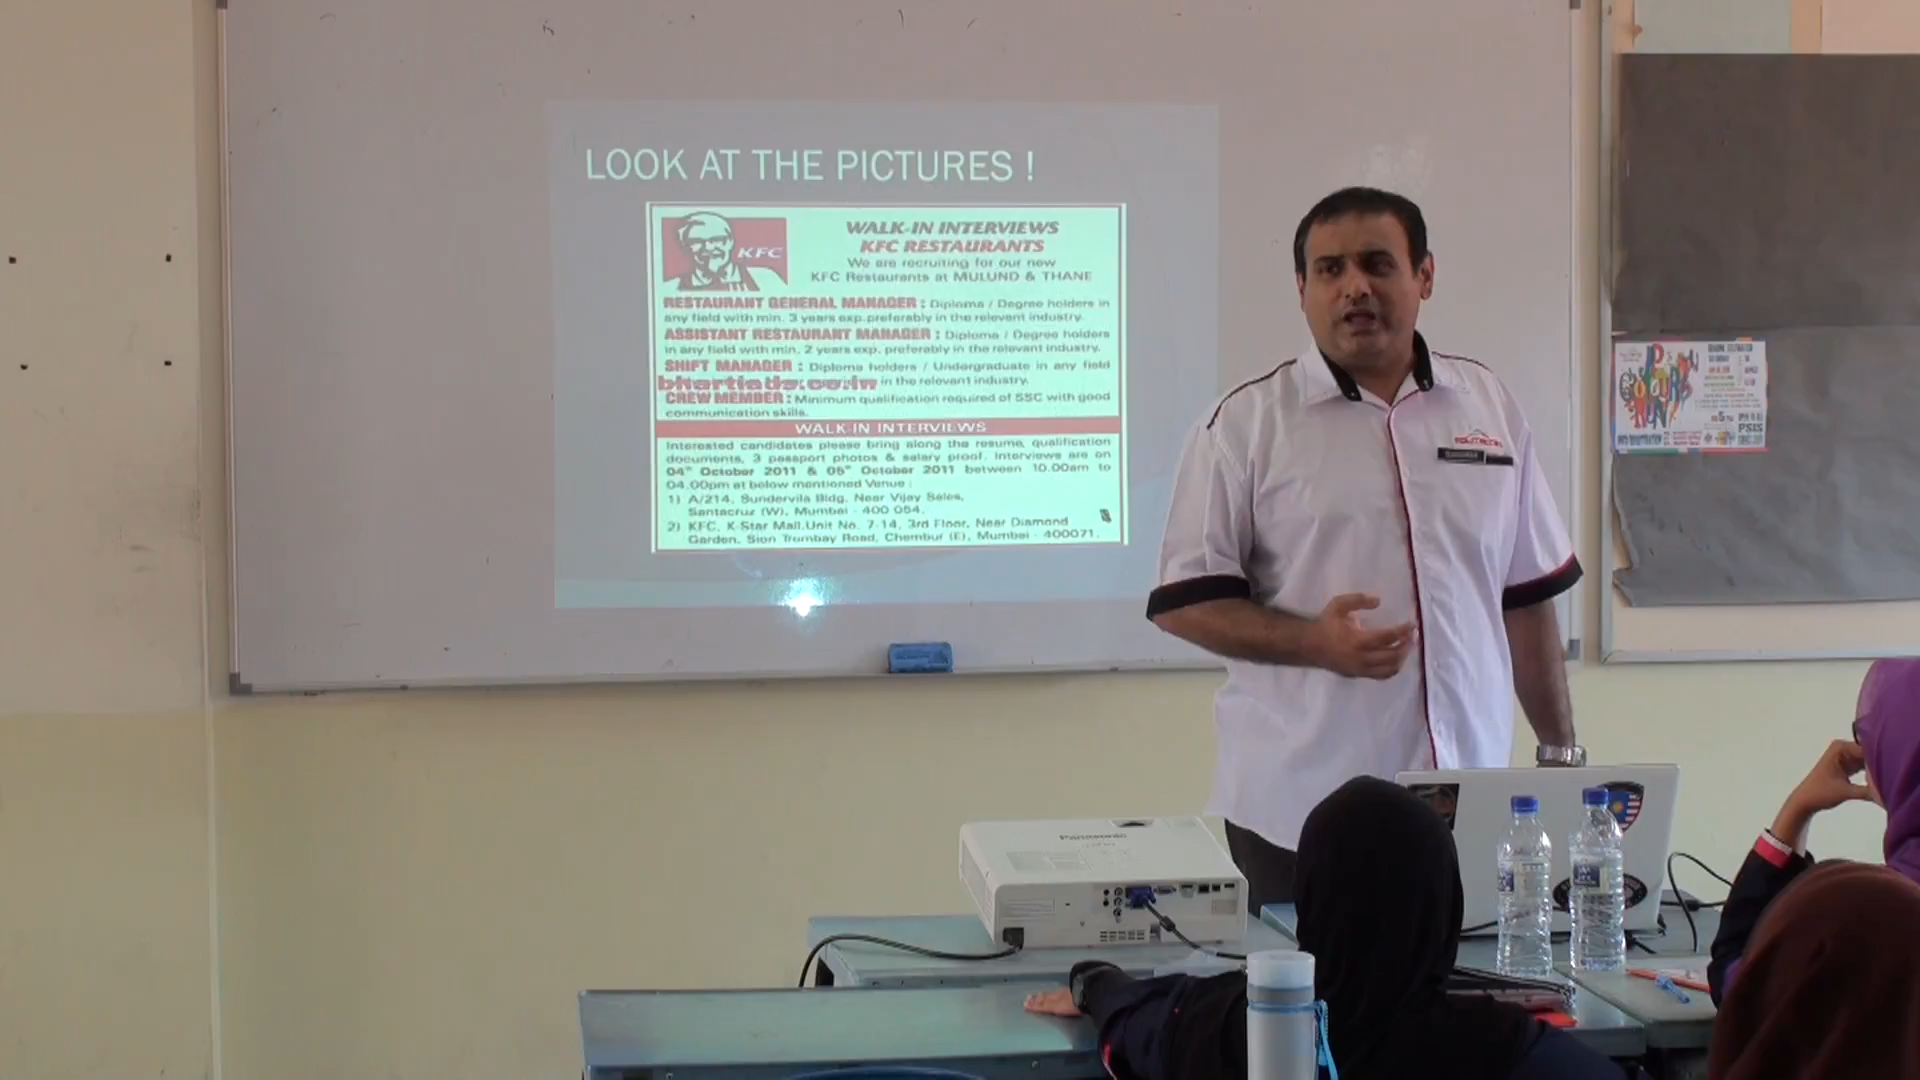 LOOK AT THE PICTURES !
KFC
WALK-IN INTERVIEWS
KFC RESTAURANTS
We are recruiting for our new
KFC Restaurants at MULUND & THANE
RESTAURANT GENERAL MANAGER : Diploma / Degree holders in
any field with min. 3 years exp. preferably in the relevant industry.
ASSISTANT RESTAURANT MANAGER : Diploma / Degree holders
in any field with min. 2 years exp. preferably in the relevant industry.
SHIFT MANAGER : Diploma holders / Undergraduate in any field
in the relevant industry.
CREW MEMBER : Minimum qualification required of SSC with good
communication skills.
WALK IN INTERVIEWS
Interested candidates please bring along the resume, qualification
documents, 3 passport photos & salary proof. Interviews are on
04th October 2011 & 05th October 2011 between 10.00am to
04.00pm at below mentioned Venue :
1) A/214, Sundervila Bldg. Near Vijay Sales,
Santacruz (W), Mumbai - 400 054.
2) KFC, K-Star Mall, Unit No. 7-14, 3rd Floor, Near Diamond
Garden, Sion Trombay Road, Chembur (E), Mumbai - 400071.
Panasonic